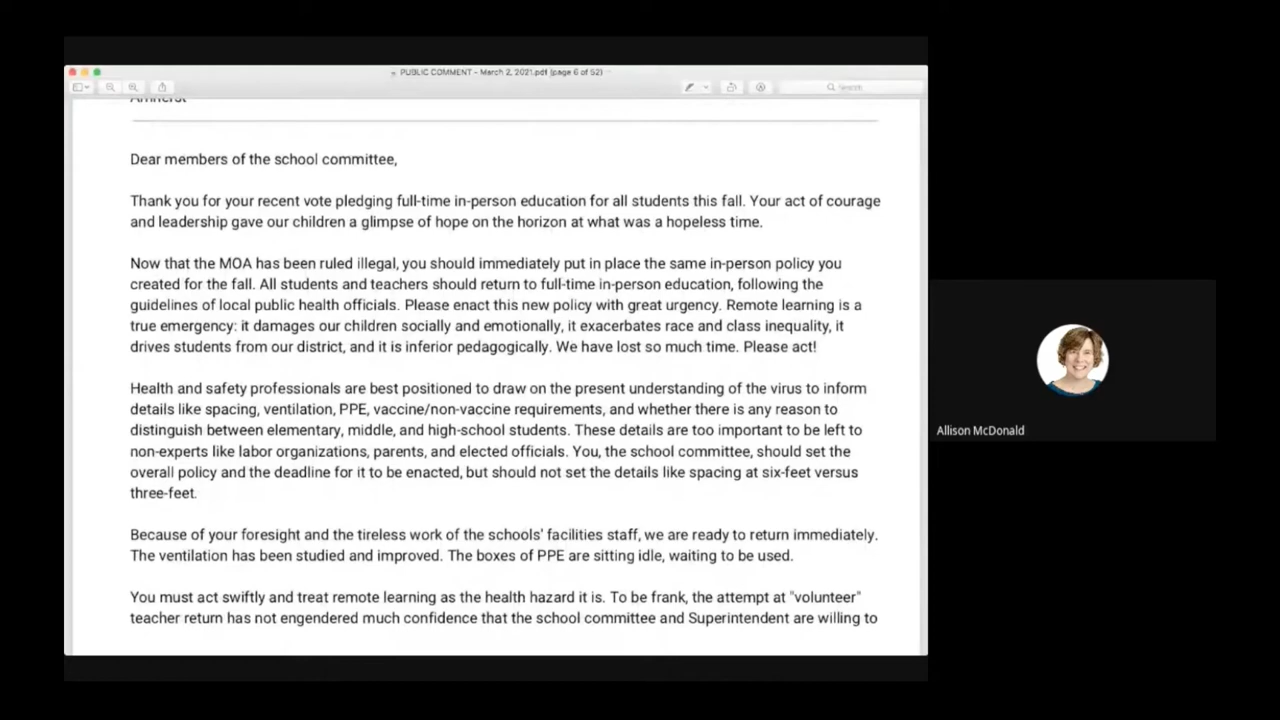 PUBLIC COMMENT - March 2, 2021.pdf (page 6 of 52)
Search
Amherst
Dear members of the school committee,
Thank you for your recent vote pledging full-time in-person education for all students this fall. Your act of courage
and leadership gave our children a glimpse of hope on the horizon at what was a hopeless time.
Now that the MOA has been ruled illegal, you should immediately put in place the same in-person policy you
created for the fall. All students and teachers should return to full-time in-person education, following the
guidelines of local public health officials. Please enact this new policy with great urgency. Remote learning is a
true emergency: it damages our children socially and emotionally, it exacerbates race and class inequality, it
drives students from our district, and it is inferior pedagogically. We have lost so much time. Please act!
Health and safety professionals are best positioned to draw on the present understanding of the virus to inform
details like spacing, ventilation, PPE, vaccine/non-vaccine requirements, and whether there is any reason to
distinguish between elementary, middle, and high-school students. These details are too important to be left to
non-experts like labor organizations, parents, and elected officials. You, the school committee, should set the
overall policy and the deadline for it to be enacted, but should not set the details like spacing at six-feet versus
three-feet.
Because of your foresight and the tireless work of the schools' facilities staff, we are ready to return immediately.
The ventilation has been studied and improved. The boxes of PPE are sitting idle, waiting to be used.
You must act swiftly and treat remote learning as the health hazard it is. To be frank, the attempt at "volunteer"
teacher return has not engendered much confidence that the school committee and Superintendent are willing to
Allison McDonald